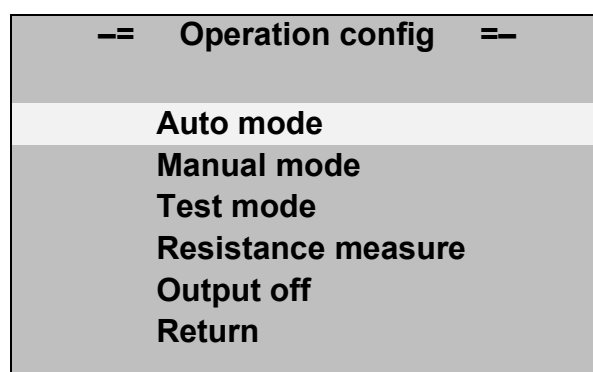 –= Operation config =–
Auto mode
Manual mode
Test mode
Resistance measure
Output off
Return